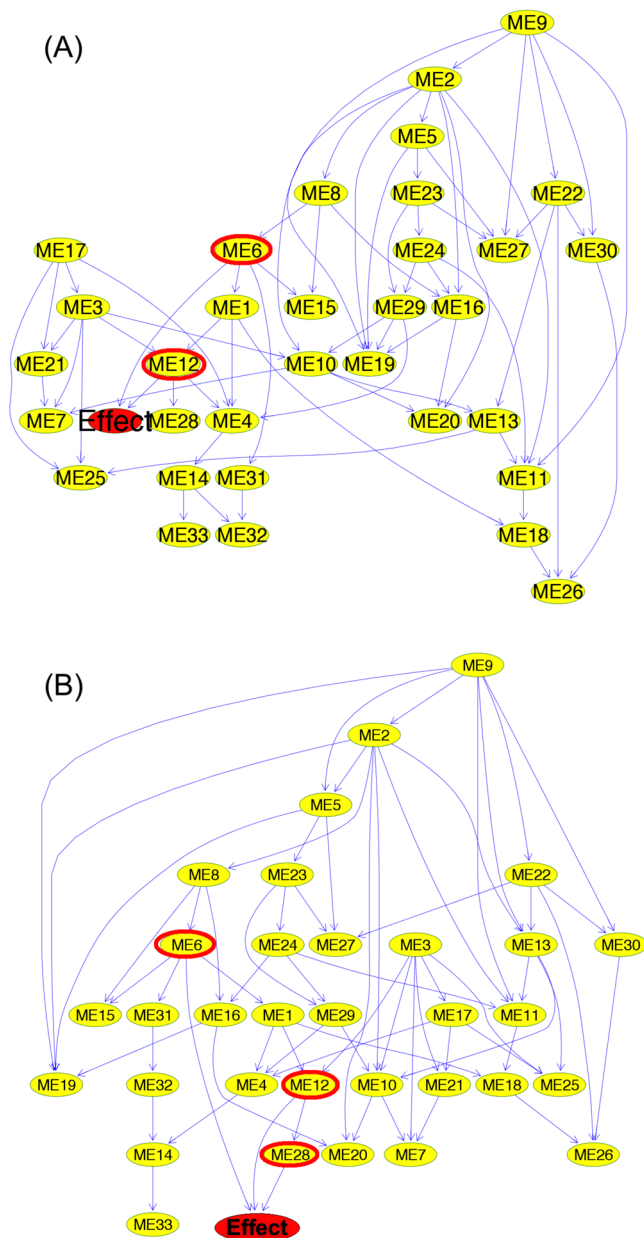 (A)
ME9
ME2
ME5
ME8 ME23 ME22
ME17 ME6 ME24 ME27 ME30
ME3 ME1 ME15 ME29 ME16
ME21 ME12 ME10 ME19
ME7 Effect ME28 ME4 ME20 ME13
ME25 ME14 ME31 ME11
ME33 ME32 ME18
ME26
(B)
ME9
ME2
ME5
ME8 ME23 ME22
ME6 ME24 ME27 ME3 ME13 ME30
ME15 ME31 ME16 ME1 ME29 ME17 ME11
ME19 ME32 ME4 ME12 ME10 ME21 ME18 ME25
ME14 ME28 ME20 ME7 ME26
ME33 Effect